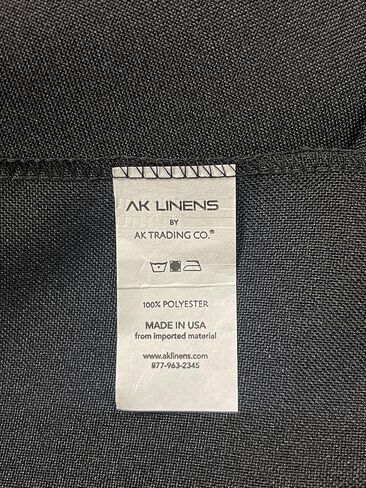 AK LINENS
BY
AK TRADING CO.®
100% POLYESTER
MADE IN USA
from imported material
www.aklinens.com
877-963-2345